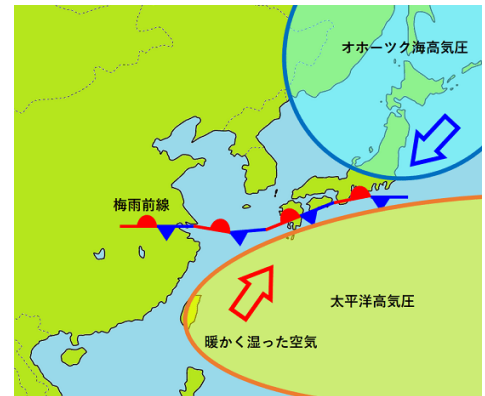 オホーツク海高気圧
梅雨前線
太平洋高気圧
暖かく湿った空気